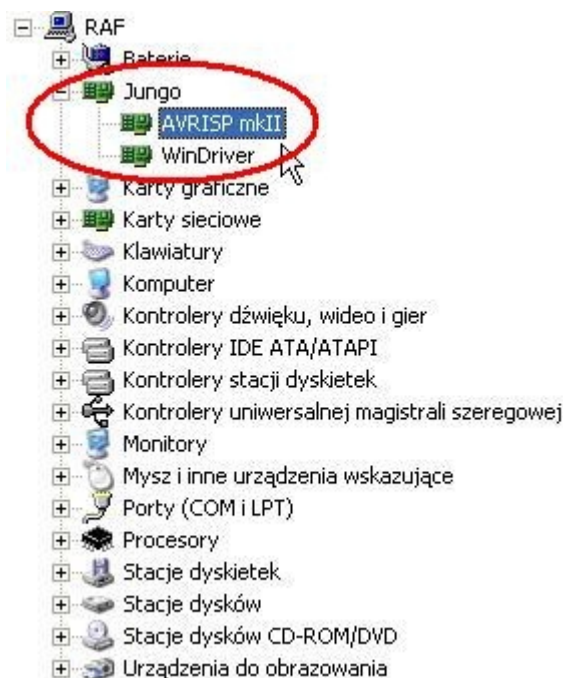 RAF
Baterie
Jungo
AVRISP mkII
WinDriver
Karty graficzne
Karty sieciowe
Klawiatury
Komputer
Kontrolery dźwięku, wideo i gier
Kontrolery IDE ATA/ATAPI
Kontrolery stacji dyskietek
Kontrolery uniwersalnej magistrali szeregowej
Monitory
Mysz i inne urządzenia wskazujące
Porty (COM i LPT)
Procesory
Stacje dyskietek
Stacje dysków
Stacje dysków CD-ROM/DVD
Urządzenia do obrazowania